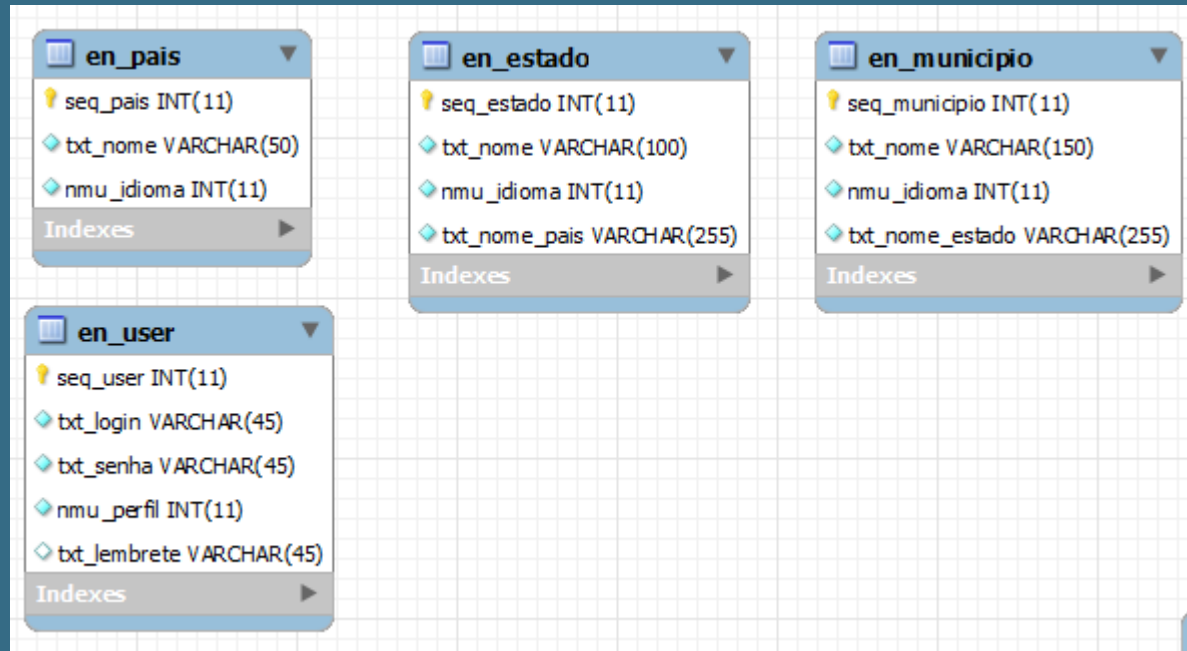 en_pais
seq_pais INT(11)
txt_nome VARCHAR(50)
nmu_idioma INT(11)
Indexes
en_estado
seq_estado INT(11)
txt_nome VARCHAR(100)
nmu_idioma INT(11)
txt_nome_pais VARCHAR(255)
Indexes
en_municipio
seq_municipio INT(11)
txt_nome VARCHAR(150)
nmu_idioma INT(11)
txt_nome_estado VARCHAR(255)
Indexes
en_user
seq_user INT(11)
txt_login VARCHAR(45)
txt_senha VARCHAR(45)
nmu_perfil INT(11)
txt_lembrete VARCHAR(45)
Indexes